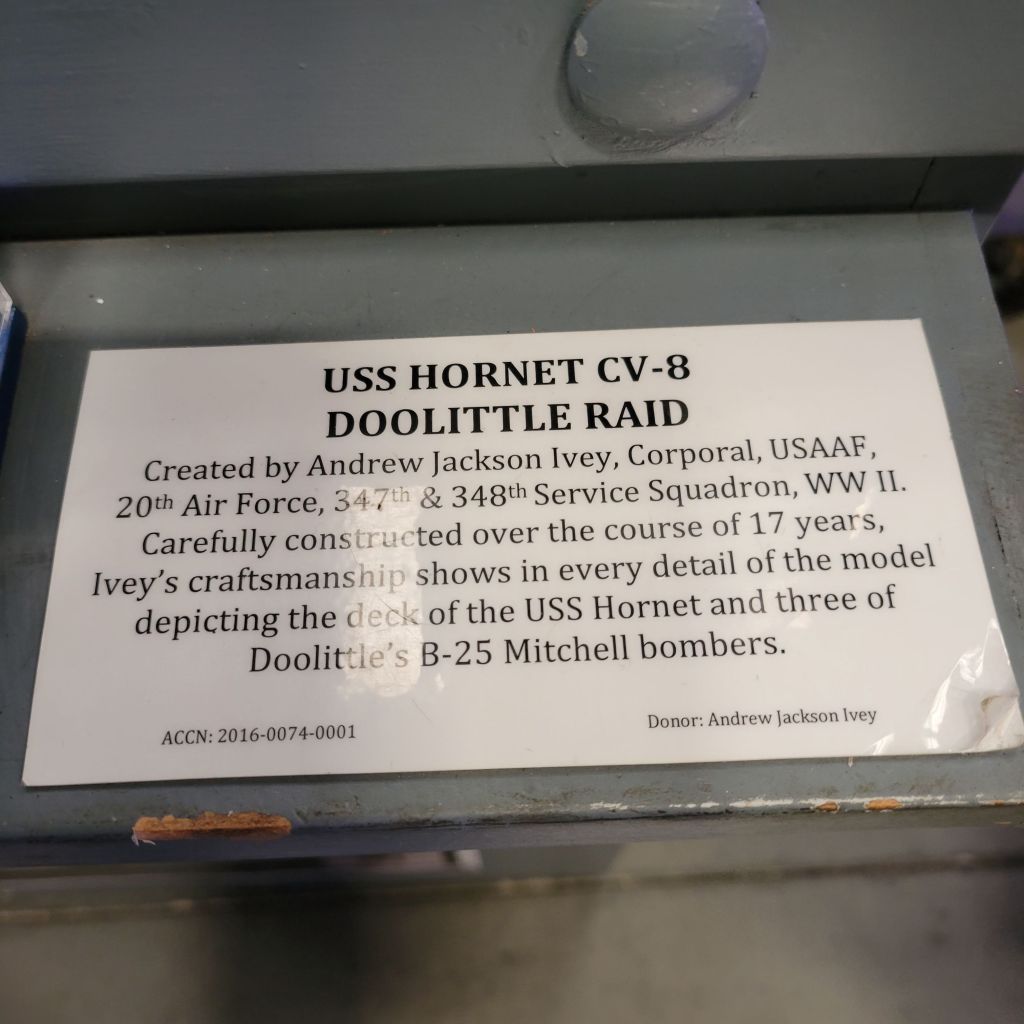 USS HORNET CV-8
DOOLITTLE RAID
Created by Andrew Jackson Ivey, Corporal, USAAF,
20th Air Force, 347th & 348th Service Squadron, WW II.
Carefully constructed over the course of 17 years,
Ivey's craftsmanship shows in every detail of the model
depicting the deck of the USS Hornet and three of
Doolittle's B-25 Mitchell bombers.
ACCN: 2016-0074-0001
Donor: Andrew Jackson Ivey